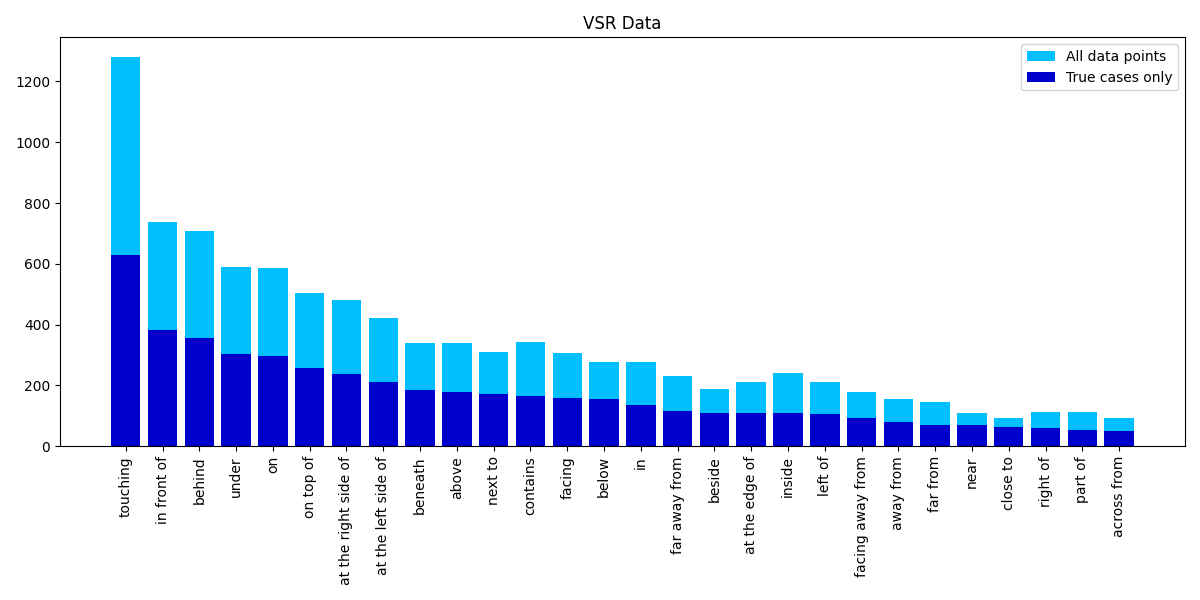 VSR Data
All data points
True cases only
1200
1000
800
600
400
200
0
touching
in front of
behind
under
on
on top of
at the right side of
at the left side of
beneath
above
next to
contains
facing
below
in
far away from
beside
at the edge of
inside
left of
facing away from
away from
far from
near
close to
right of
part of
across from